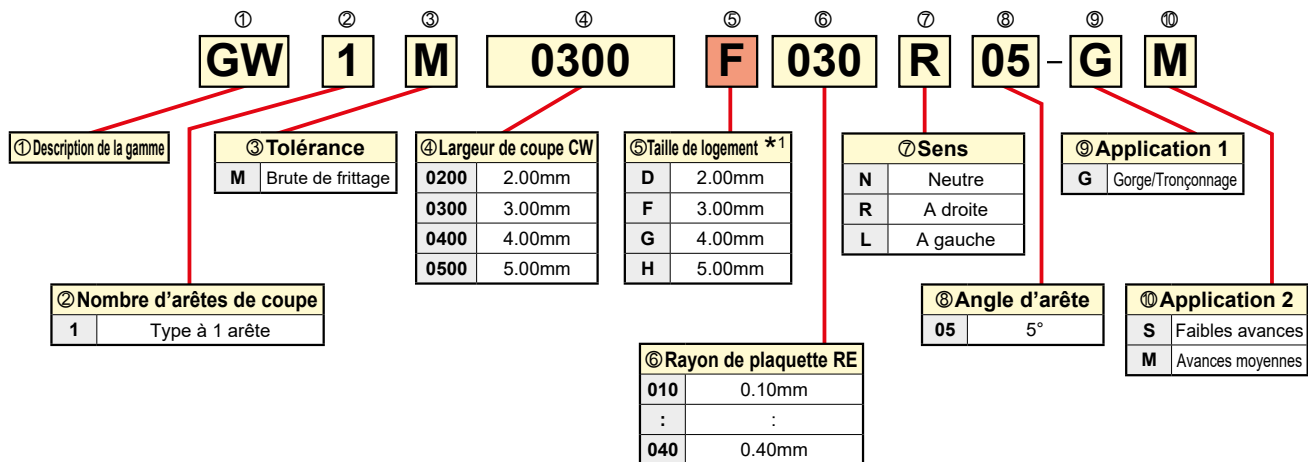 ① ② ③ ④ ⑤ ⑥ ⑦ ⑧ ⑨ ⑩
GW 1 M 0300 F 030 R 05 - G M
①Description de la gamme
③Tolérance
M Brute de frittage
④Largeur de coupe CW
0200 2.00mm
0300 3.00mm
0400 4.00mm
0500 5.00mm
⑤Taille de logement *1
D 2.00mm
F 3.00mm
G 4.00mm
H 5.00mm
⑦Sens
N Neutre
R A droite
L A gauche
⑨Application 1
G Gorge/Tronçonnage
②Nombre d'arêtes de coupe
1 Type à 1 arête
⑧Angle d'arête
05 5°
⑩Application 2
S Faibles avances
M Avances moyennes
⑥Rayon de plaquette RE
010 0.10mm
: :
040 0.40mm